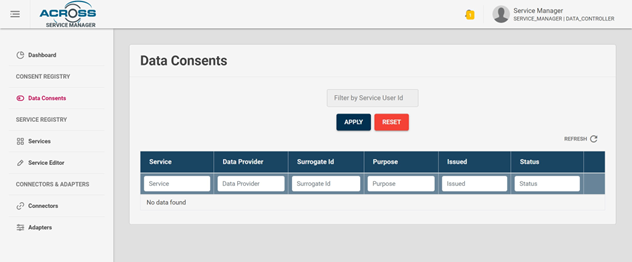 ACROSS
SERVICE MANAGER
Service Manager
SERVICE_MANAGER | DATA_CONTROLLER
Dashboard
CONSENT REGISTRY
Data Consents
SERVICE REGISTRY
Services
Service Editor
CONNECTORS & ADAPTERS
Connectors
Adapters
Data Consents
Filter by Service User Id
APPLY RESET
REFRESH
Service Data Provider Surrogate Id Purpose Issued Status
Service Data Provider Surrogate Id Purpose Issued Status
No data found